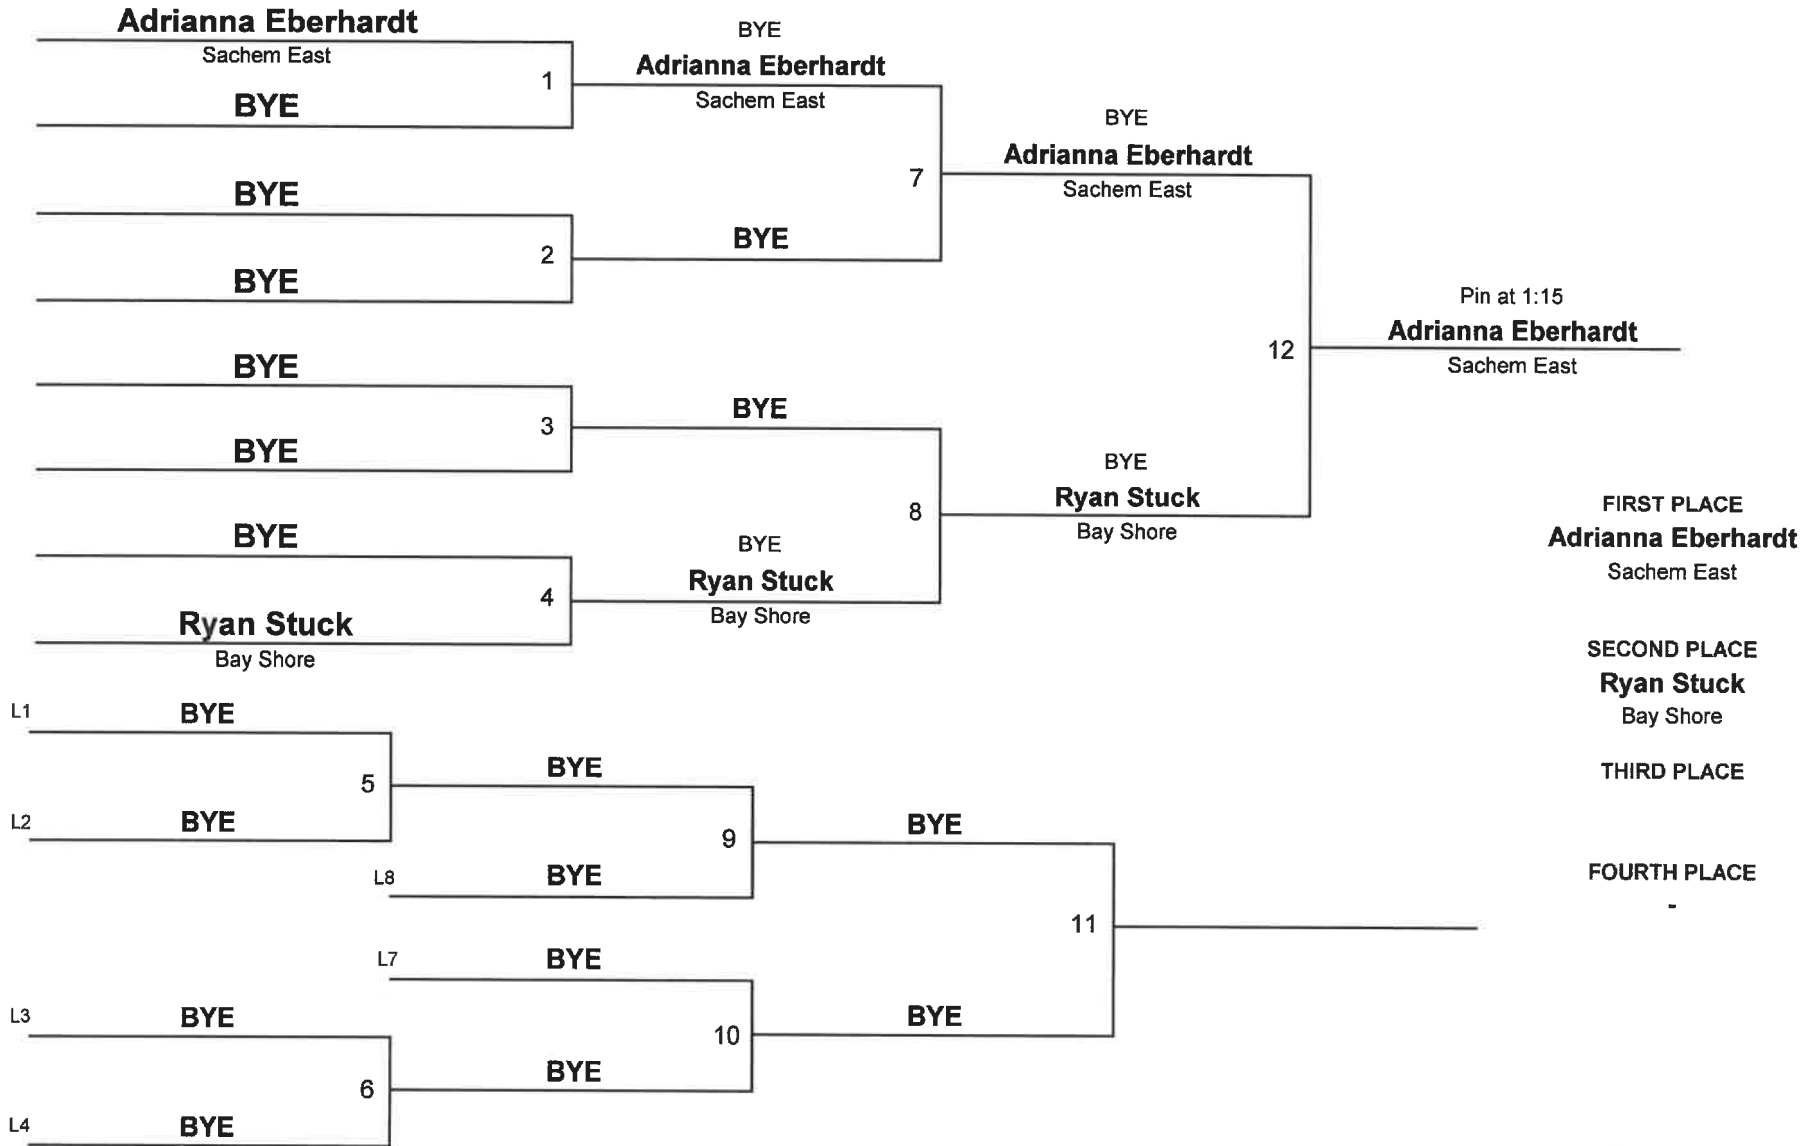 Adrianna Eberhardt
Sachem East
1
BYE
BYE
Adrianna Eberhardt
Sachem East
BYE
2
BYE
BYE
7
BYE
Adrianna Eberhardt
Sachem East
BYE
3
BYE
BYE
BYE
4
Ryan Stuck
Bay Shore
BYE
Ryan Stuck
Bay Shore
8
BYE
Ryan Stuck
Bay Shore
12
Pin at 1:15
Adrianna Eberhardt
Sachem East
FIRST PLACE
Adrianna Eberhardt
Sachem East
SECOND PLACE
Ryan Stuck
Bay Shore
THIRD PLACE
FOURTH PLACE
-
L1 BYE
5
L2 BYE
BYE
9
L8 BYE
BYE
11
L7 BYE
10
BYE
L3 BYE
6
BYE
L4 BYE